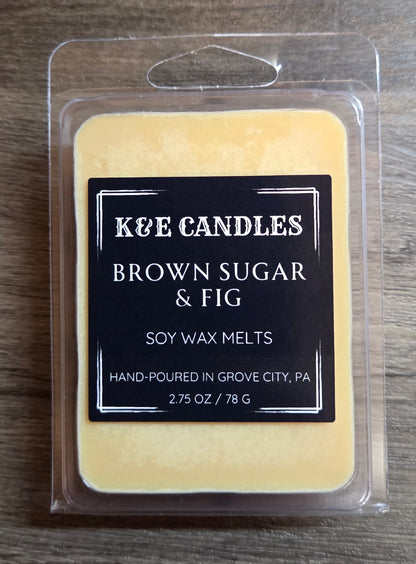 K&E CANDLES
BROWN SUGAR
& FIG
SOY WAX MELTS
HAND-POURED IN GROVE CITY, PA
2.75 OZ / 78 G